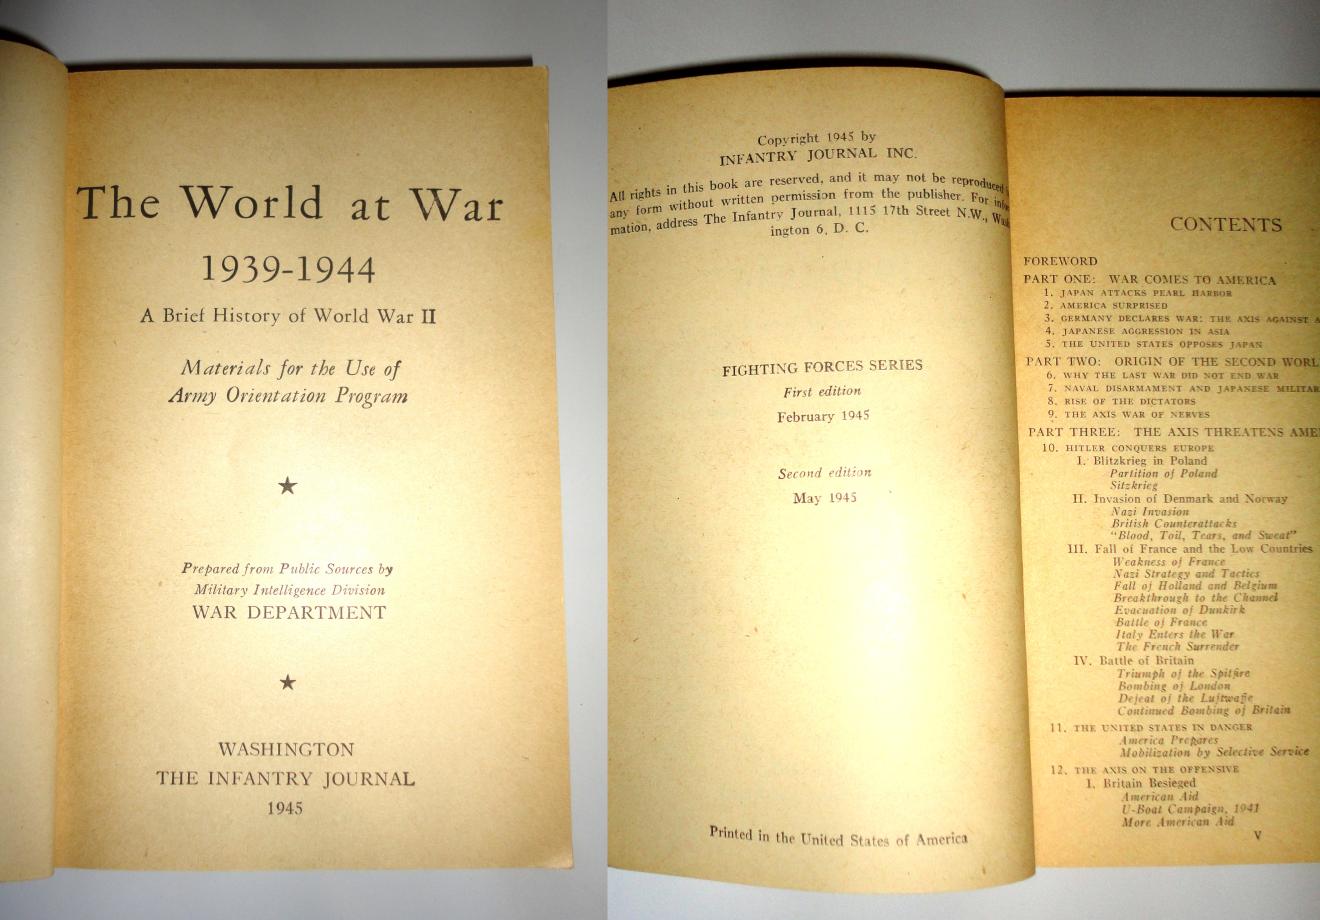 The World at War
1939-1944
A Brief History of World War II
Materials for the Use of
Army Orientation Program
★
Prepared from Public Sources by
Military Intelligence Division
WAR DEPARTMENT
★
WASHINGTON
THE INFANTRY JOURNAL
1945
Copyright 1945 by
INFANTRY JOURNAL INC.
All rights in this book are reserved, and it may not be reproduced
any form without written permission from the publisher. For infor
mation, address The Infantry Journal, 1115 17th Street N.W., Wash
ington 6, D. C.
FIGHTING FORCES SERIES
First edition
February 1945
Second edition
May 1945
Printed in the United States of America
CONTENTS
FOREWORD
PART ONE: WAR COMES TO AMERICA
1. JAPAN ATTACKS PEARL HARBOR
2. AMERICA SURPRISED
3. GERMANY DECLARES WAR: THE AXIS AGAINST
4. JAPANESE AGGRESSION IN ASIA
5. THE UNITED STATES OPPOSES JAPAN
PART TWO: ORIGIN OF THE SECOND WORL
6. WHY THE LAST WAR DID NOT END WAR
7. NAVAL DISARMAMENT AND JAPANESE MILITAR
8. RISE OF THE DICTATORS
9. THE AXIS WAR OF NERVES
PART THREE: THE AXIS THREATENS AME
10. HITLER CONQUERS EUROPE
I. Blitzkrieg in Poland
Partition of Poland
Sitzkrieg
II. Invasion of Denmark and Norway
Nazi Invasion
British Counterattacks
"Blood, Toil, Tears, and Sweat"
III. Fall of France and the Low Countries
Weakness of France
Nazi Strategy and Tactics
Fall of Holland and Belgium
Breakthrough to the Channel
Evacuation of Dunkirk
Battle of France
Italy Enters the War
The French Surrender
IV. Battle of Britain
Triumph of the Spitfire
Bombing of London
Defeat of the Luftwaffe
Continued Bombing of Britain
11. THE UNITED STATES IN DANGER
America Prepares
Mobilization by Selective Service
12. THE AXIS ON THE OFFENSIVE
I. Britain Besieged
American Aid
U-Boat Campaign, 1941
More American Aid
V